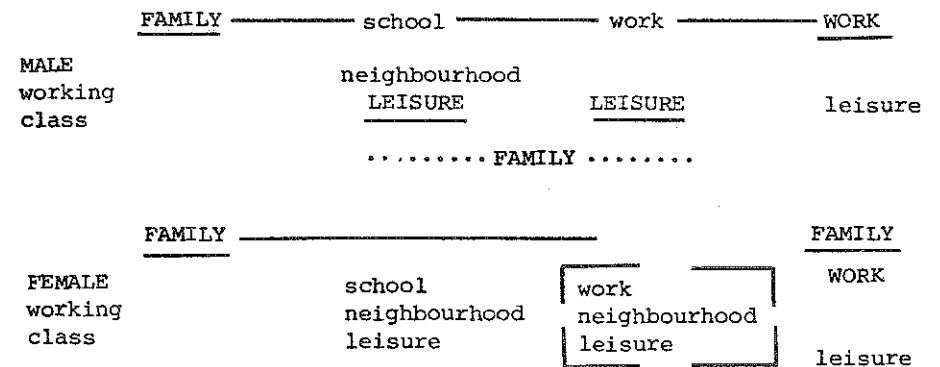 FAMILY school work WORK
MALE
working
class
neighbourhood
LEISURE LEISURE leisure
.......... FAMILY ........
FAMILY FAMILY
FEMALE school work WORK
working neighbourhood neighbourhood
class leisure leisure leisure